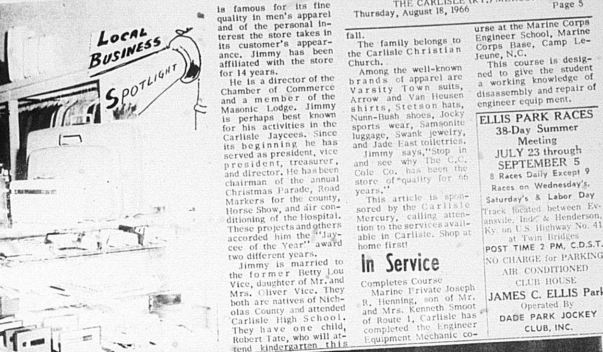 THE CARLISLE (KY.)
Thursday, August 18, 1966
Page 5
LOCAL
BUSINESS
SPOTLIGHT
is famous for its fine
quality in men's apparel
and of the personal in-
terest the store takes in
its customer's appear-
ance. Jimmy has been
affiliated with the store
for 14 years.
He is a director of the
Chamber of Commerce
and a member of the
Masonic Lodge. Jimmy
is perhaps best known
for his activities in the
Carlisle Jaycees. Since
its beginning he has
served as president, vice
president, treasurer,
and director. He has been
chairman of the annual
Christmas Parade, Road
Markers for the county,
Horse Show, and air con-
ditioning of the Hospital.
These projects and others
accorded him the "Jay-
cee of the Year" award
two different years.
Jimmy is married to
the former Betty Lou
Vice, daughter of Mr. and
Mrs. Oliver Vice. They
both are natives of Nich-
olas County and attended
Carlisle High School.
They have one child,
Robert Tate, who will at-
tend kindergarten this
fall.
The family belongs to
the Carlisle Christian
Church.
Among the well-known
brands of apparel are
Varsity Town suits,
Arrow and Van Heusen
shirts, Stetson hats,
Nunn-Bush shoes, Jocky
sports wear, Samsonite
luggage, Swank jewelry,
and Jade East toiletries.
Jimmy says, "Stop in
and see why The C.C.
Cole Co. has been the
store of "quality for 66
years."
This article is spon-
sored by the Carlisle
Mercury, calling atten-
tion to the services avail-
able in Carlisle. Shop at
home first!
In Service
Completes Course
Marine Private Joseph
B. Henning, son of Mr.
and Mrs. Kenneth Smoot
of Route 1, Carlisle has
completed the Engineer
Equipment Mechanic co-
urse at the Marine Corps
Engineer School, Marine
Corps Base, Camp Le-
Jeune, N.C.
This course is desig-
ned to give the student
a working knowledge of
disassembly and repair of
engineer equipment.
ELLIS PARK RACES
38-Day Summer
Meeting
JULY 23 through
SEPTEMBER 5
8 Races Daily Except 9
Races on Wednesday's,
Saturday's & Labor Day
Track located between Ev-
ansville, Ind. & Henderson,
Ky. on U.S. Highway No. 41
at Twin Bridges
POST TIME 2 PM, C.D.S.T.
NO CHARGE for PARKING
AIR CONDITIONED
CLUB HOUSE
JAMES C. ELLIS Park
Operated By
DADE PARK JOCKEY
CLUB, INC.